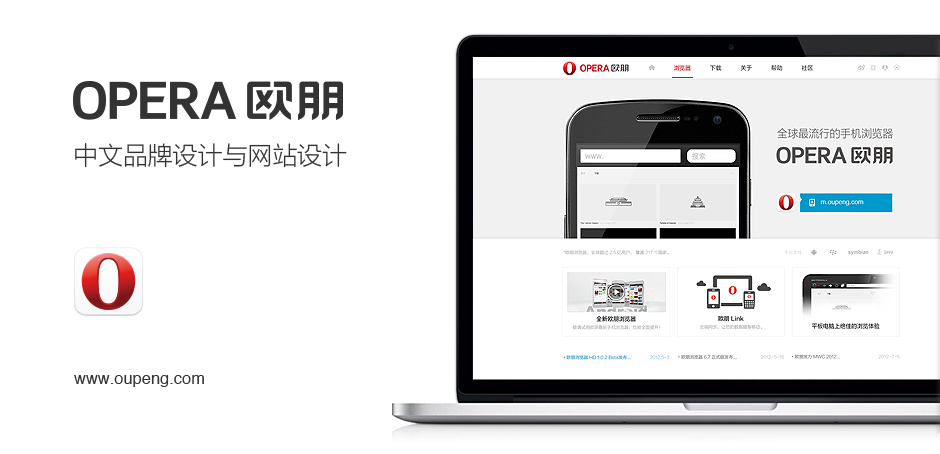 OPERA 欧朋
中文品牌设计与网站设计
www.oupeng.com
OPERA 欧朋
浏览器 下载 关于 帮助 社区
WWW.
搜索
全球最流行的手机浏览器
OPERA 欧朋
m.oupeng.com
symbian
java
全新欧朋浏览器
欧朋 Link
平板电脑上绝佳的浏览体验
• 欧朋浏览器 HD 1.0.2 Beta发布... 2012-5-3
• 欧朋浏览器 6.7 正式版发布... 2012-5-16
• 欧朋发力 MWC 2012... 2012-7-5